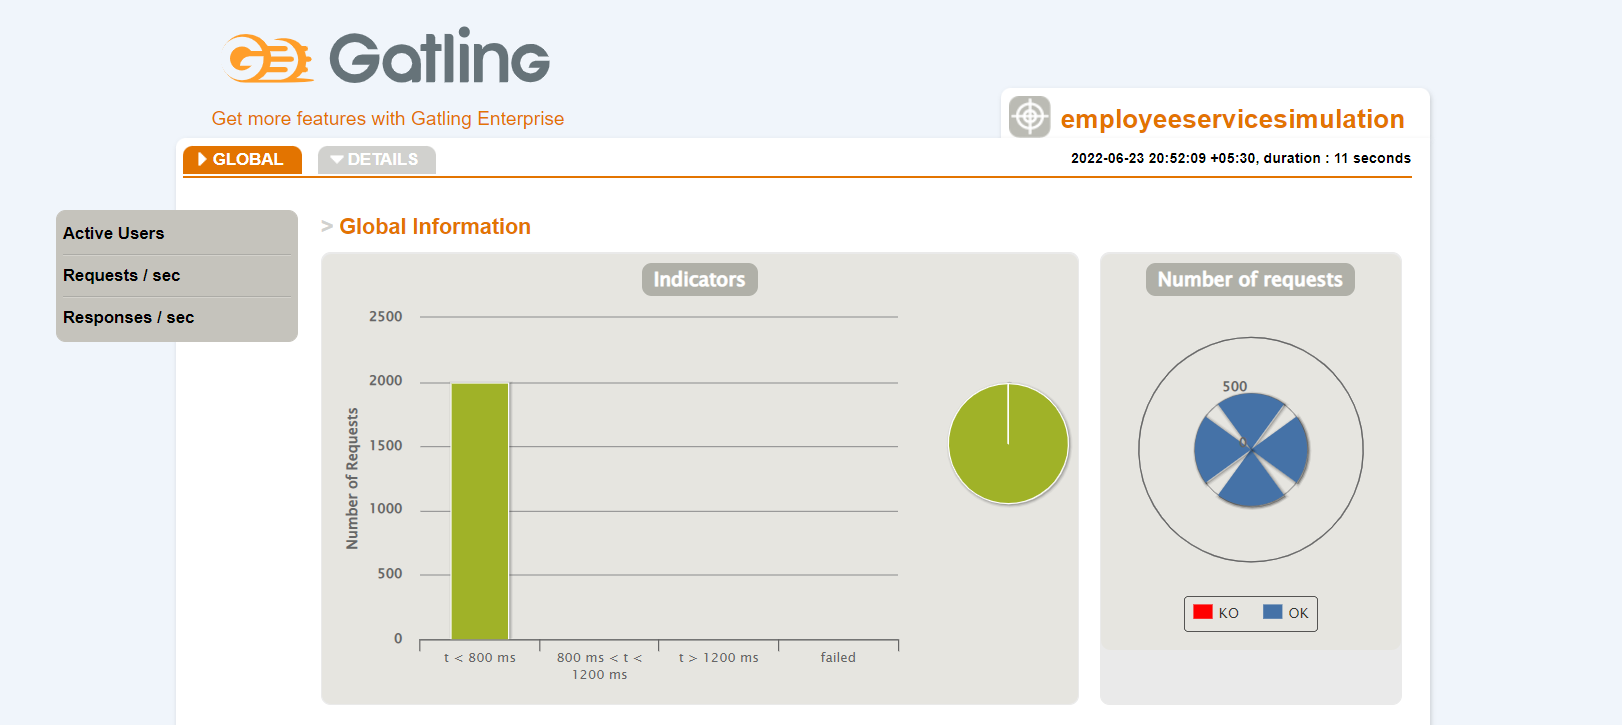 Gatling
Get more features with Gatling Enterprise
employeeservicesimulation
GLOBAL
DETAILS
2022-06-23 20:52:09 +05:30, duration : 11 seconds
Active Users
Requests / sec
Responses / sec
> Global Information
Indicators
2500
2000
1500
1000
500
0
Number of Requests
t < 800 ms
800 ms < t <
1200 ms
t > 1200 ms
failed
Number of requests
500
0
KO
OK